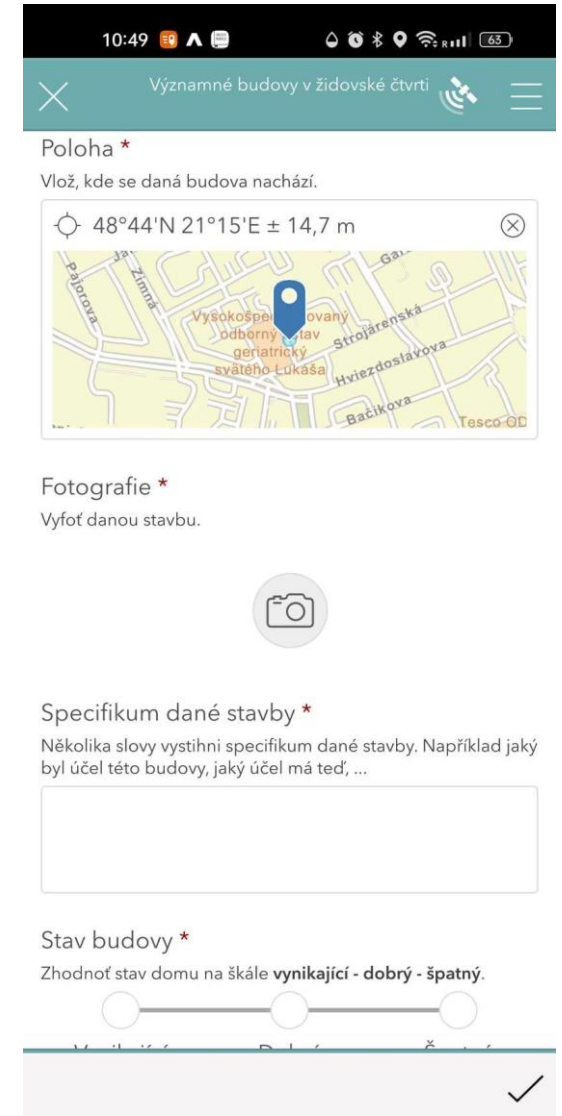 10:49
63
Významné budovy v židovské čtvrti
Poloha *
Vlož, kde se daná budova nachází.
48°44'N 21°15'E ± 14,7 m
Pajorova
Zimná
Strojárenská
Hviezdoslavova
Bačíkova
odborný
geriatrický
svätého Lukáša
Tesco OD
Fotografie *
Vyfoť danou stavbu.
Specifikum dané stavby *
Několika slovy vystihni specifikum dané stavby. Například jaký
byl účel této budovy, jaký účel má teď, ...
Stav budovy *
Zhodnoť stav domu na škále vynikající - dobrý - špatný.